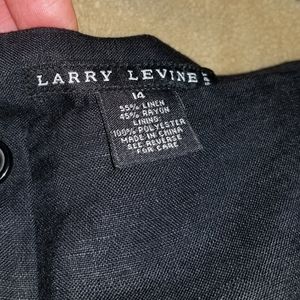 LARRY LEVINE
14
55% LINEN
45% RAYON
LINING:
100% POLYESTER
MADE IN CHINA
SEE REVERSE
FOR CARE